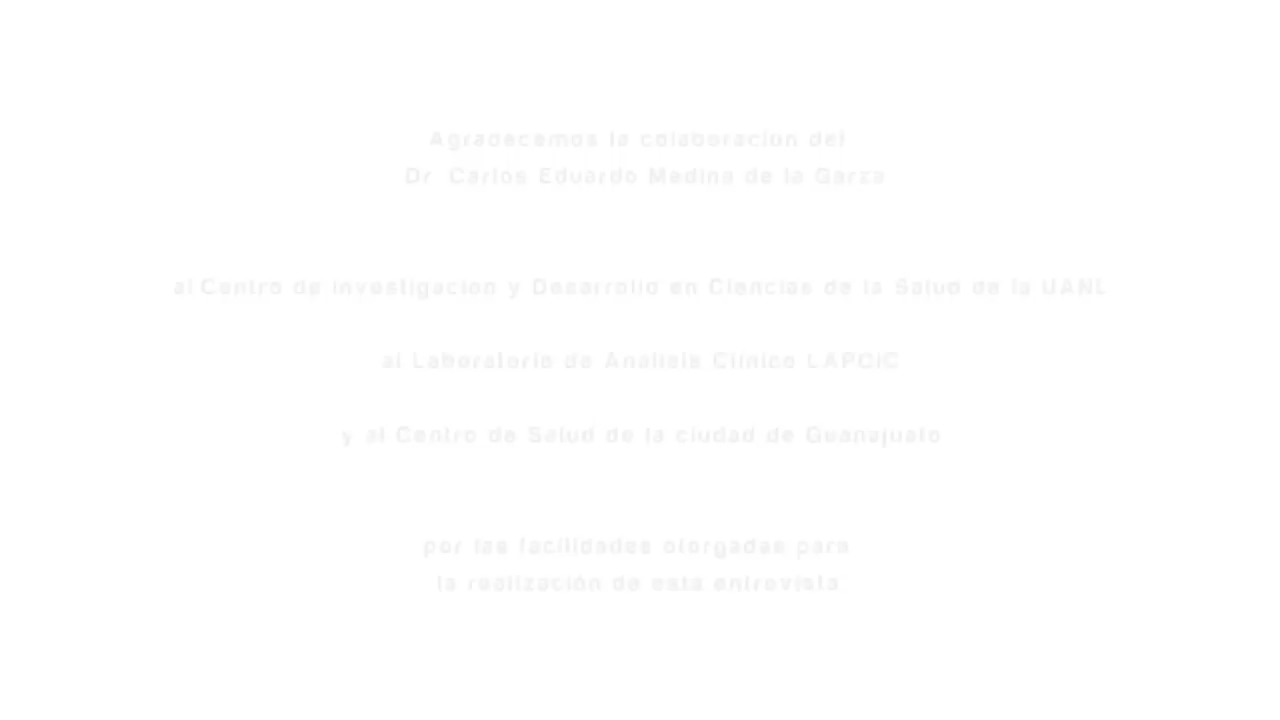 Agradecemos la colaboración del
Dr. Carlos Eduardo Medina de la Garza
al Centro de Investigación y Desarrollo en Ciencias de la Salud de la UANL
al Laboratorio de Análisis Clínico
y al Centro de Salud de la ciudad de Guanajuato
por las facilidades otorgadas para
la realización de esta entrevista